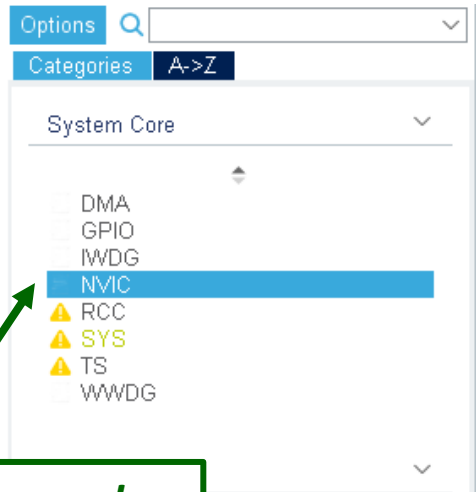 Options
Categories A->Z
System Core
DMA
GPIO
IWDG
NVIC
RCC
SYS
TS
WWDG